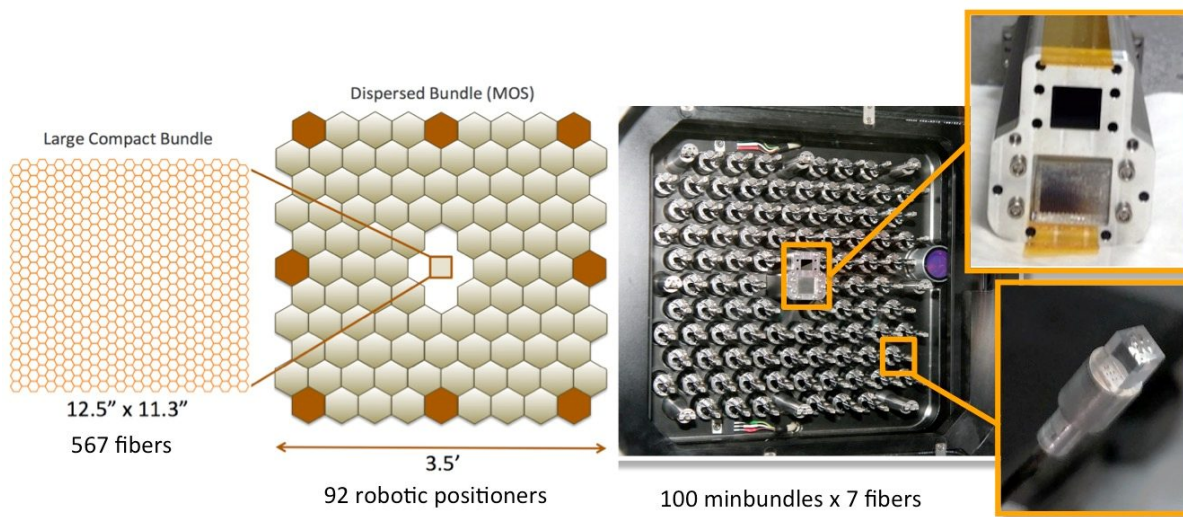 Large Compact Bundle
12.5” x 11.3”
567 fibers
Dispersed Bundle (MOS)
3.5’
92 robotic positioners
100 minbundles x 7 fibers